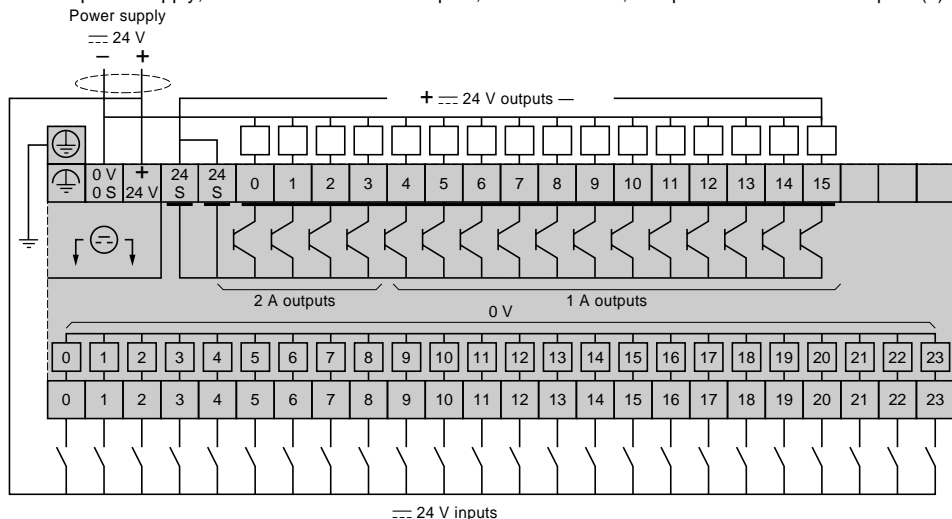 Power supply
⎓ 24 V
– +
+ ⎓ 24 V outputs —
0 V 0 S
+ 24 V
24 S
24 S
0 1 2 3 4 5 6 7 8 9 10 11 12 13 14 15
2 A outputs
1 A outputs
0 V
0 1 2 3 4 5 6 7 8 9 10 11 12 13 14 15 16 17 18 19 20 21 22 23
0 1 2 3 4 5 6 7 8 9 10 11 12 13 14 15 16 17 18 19 20 21 22 23
⎓ 24 V inputs